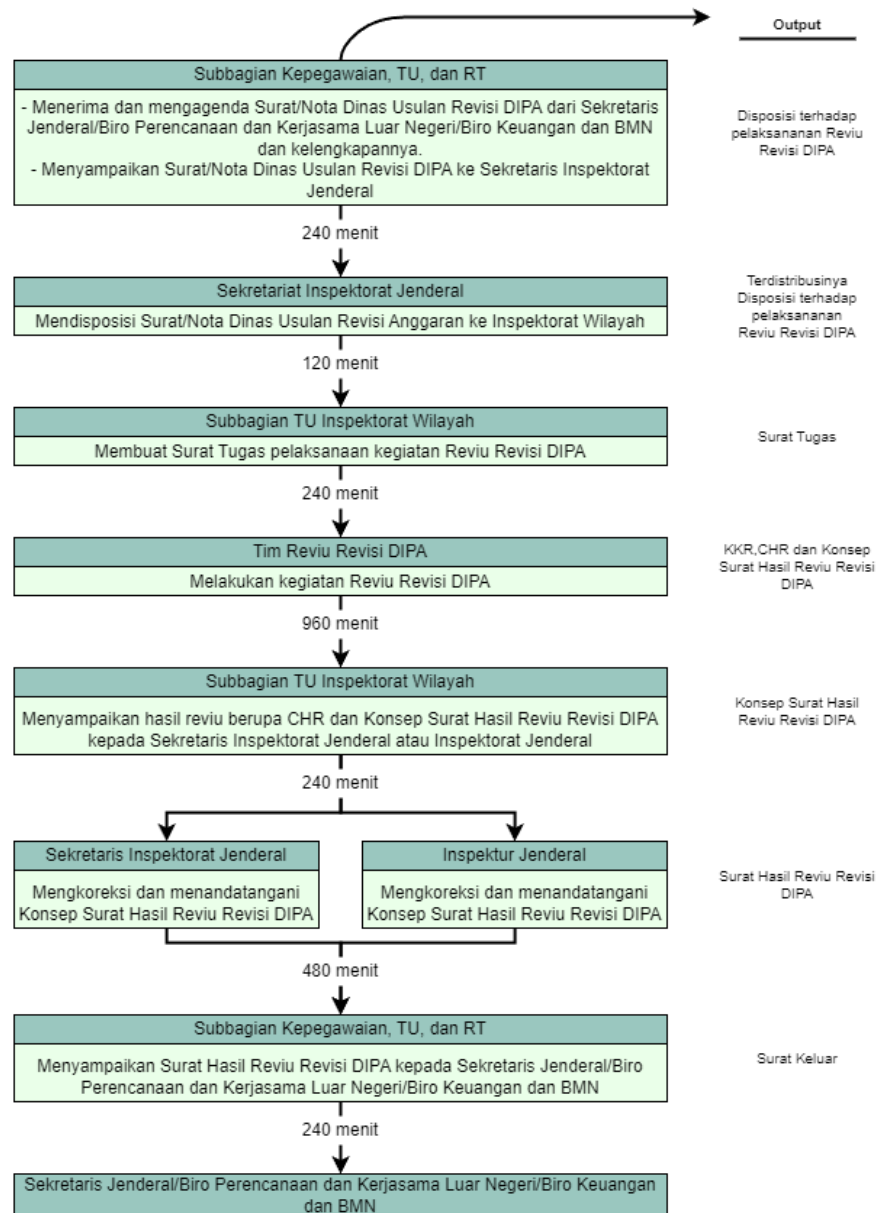 Output
Subbagian Kepegawaian, TU, dan RT
- Menerima dan mengagenda Surat/Nota Dinas Usulan Revisi DIPA dari Sekretaris
Jenderal/Biro Perencanaan dan Kerjasama Luar Negeri/Biro Keuangan dan BMN
dan kelengkapannya.
- Menyampaikan Surat/Nota Dinas Usulan Revisi DIPA ke Sekretaris Inspektorat
Jenderal
Disposisi terhadap
pelaksananan Reviu
Revisi DIPA
240 menit
Sekretariat Inspektorat Jenderal
Mendisposisi Surat/Nota Dinas Usulan Revisi Anggaran ke Inspektorat Wilayah
Terdistribusinya
Disposisi terhadap
pelaksananan
Reviu Revisi DIPA
120 menit
Subbagian TU Inspektorat Wilayah
Membuat Surat Tugas pelaksanaan kegiatan Reviu Revisi DIPA
Surat Tugas
240 menit
Tim Reviu Revisi DIPA
Melakukan kegiatan Reviu Revisi DIPA
KKR,CHR dan Konsep
Surat Hasil Reviu Revisi
DIPA
960 menit
Subbagian TU Inspektorat Wilayah
Menyampaikan hasil reviu berupa CHR dan Konsep Surat Hasil Reviu Revisi DIPA
kepada Sekretaris Inspektorat Jenderal atau Inspektorat Jenderal
Konsep Surat Hasil
Reviu Revisi DIPA
240 menit
Sekretaris Inspektorat Jenderal
Mengkoreksi dan menandatangani
Konsep Surat Hasil Reviu Revisi DIPA
Inspektur Jenderal
Mengkoreksi dan menandatangani
Konsep Surat Hasil Reviu Revisi DIPA
Surat Hasil Reviu Revisi
DIPA
480 menit
Subbagian Kepegawaian, TU, dan RT
Menyampaikan Surat Hasil Reviu Revisi DIPA kepada Sekretaris Jenderal/Biro
Perencanaan dan Kerjasama Luar Negeri/Biro Keuangan dan BMN
Surat Keluar
240 menit
Sekretaris Jenderal/Biro Perencanaan dan Kerjasama Luar Negeri/Biro Keuangan
dan BMN